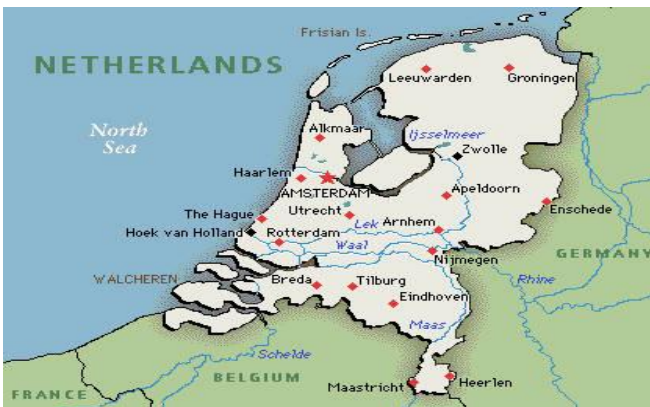 Frisian Is.
NETHERLANDS
Leeuwarden
Groningen
North
Sea
Alkmaar
Ijsselmeer
Zwolle
Haarlem
AMSTERDAM
Apeldoorn
Enschede
The Hague
Utrecht
Lek
Arnhem
Hoek van Holland
Rotterdam
Waal
Nijmegen
GERMANY
WALCHEREN
Breda
Tilburg
Rhine
Eindhoven
Maas
Schelde
BELGIUM
Maastricht
Heerlen
FRANCE